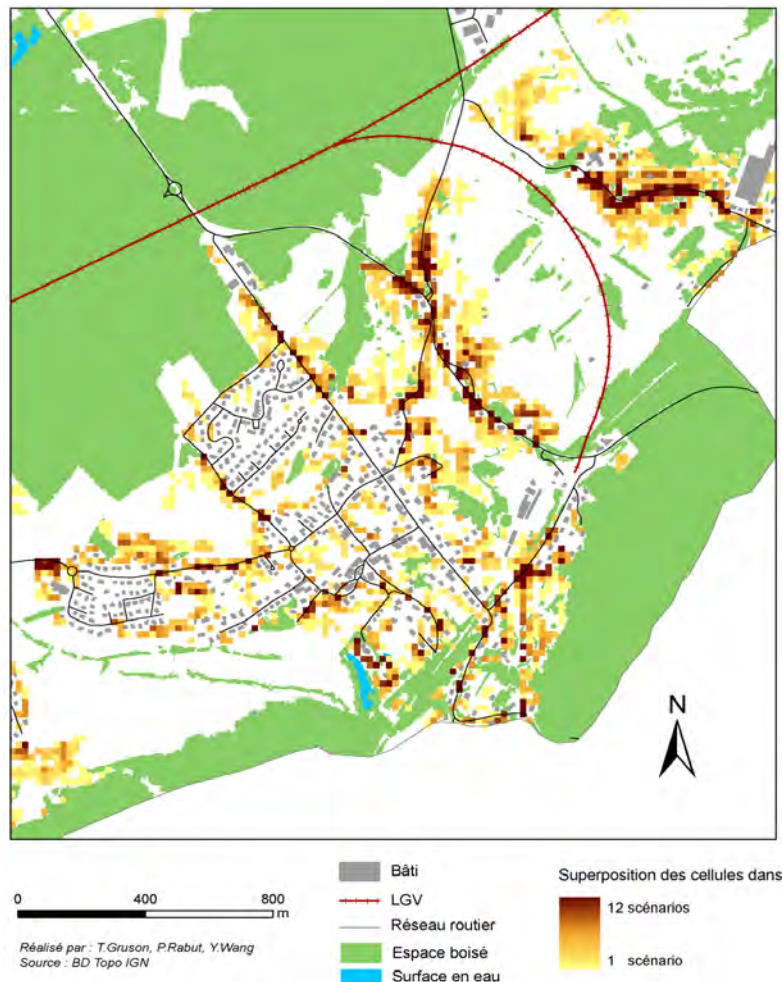 N
0 400 800
m
Réalisé par : T.Gruson, P.Rabut, Y.Wang
Source : BD Topo IGN
Bâti
LGV
Réseau routier
Espace boisé
Surface en eau
Superposition des cellules dans
12 scénarios
1 scénario